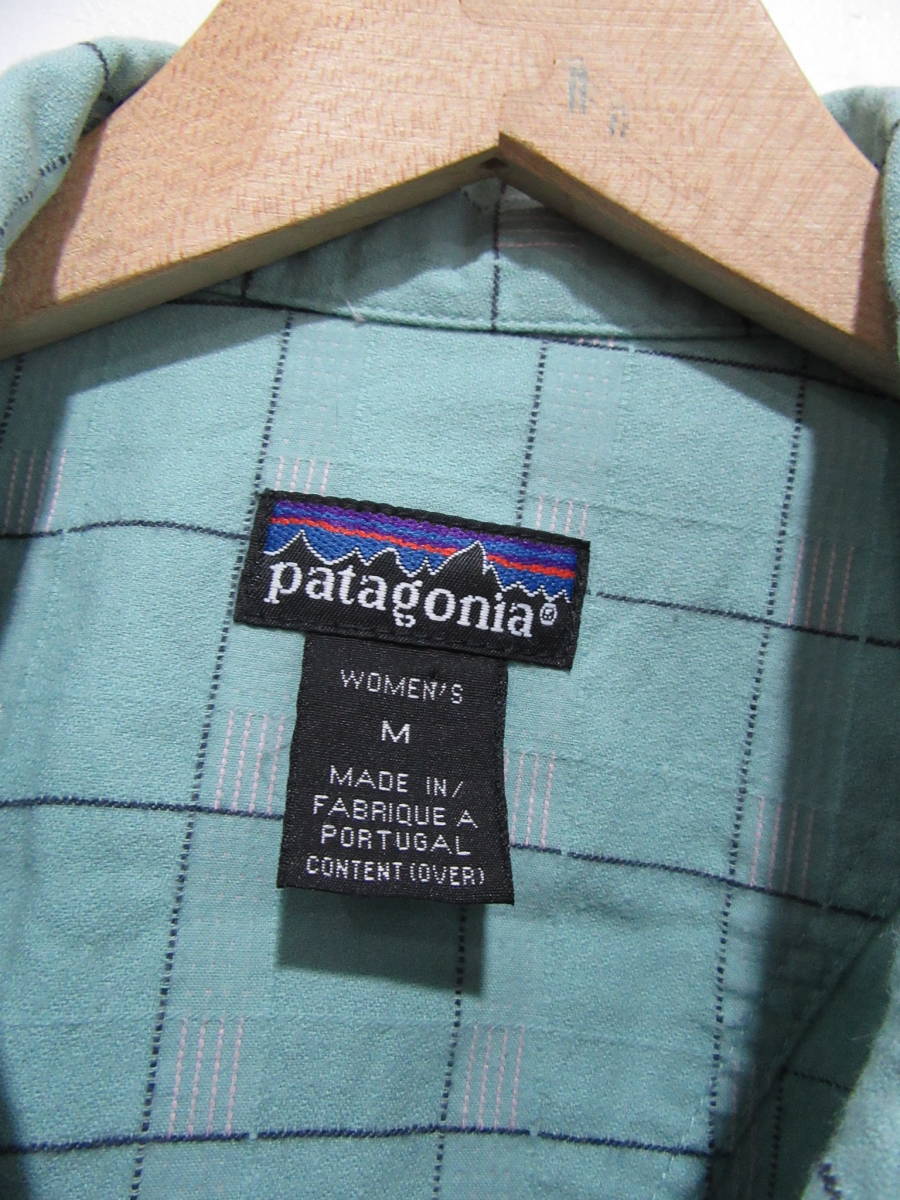 patagonia®
WOMEN'S
M
MADE IN/
FABRIQUE A
PORTUGAL
CONTENT (OVER)